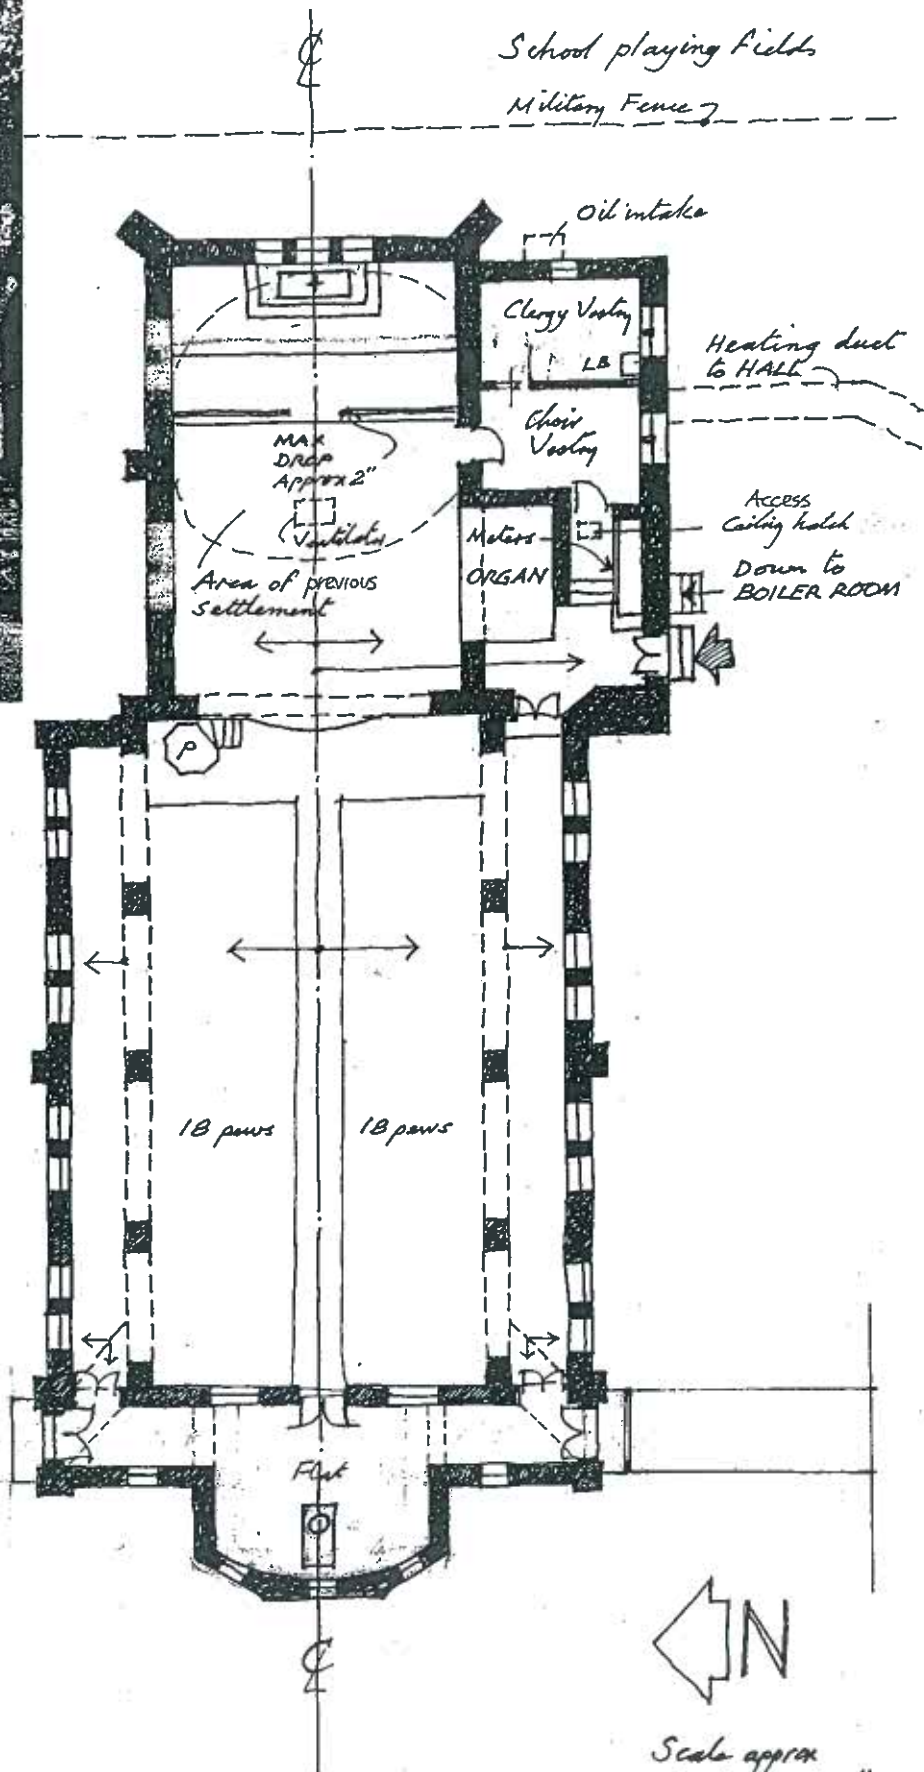 ℄
School playing fields
Military Fence
Oil intake
Clergy Vestry
LB
Heating duct
to HALL
Choir
Vestry
MAX
DROP
Approx 2"
Ventilator
Area of previous
settlement
Meters
ORGAN
Access
Ceiling hatch
Down to
BOILER ROOM
P
18 pews
18 pews
Flat
℄
N
Scale approx